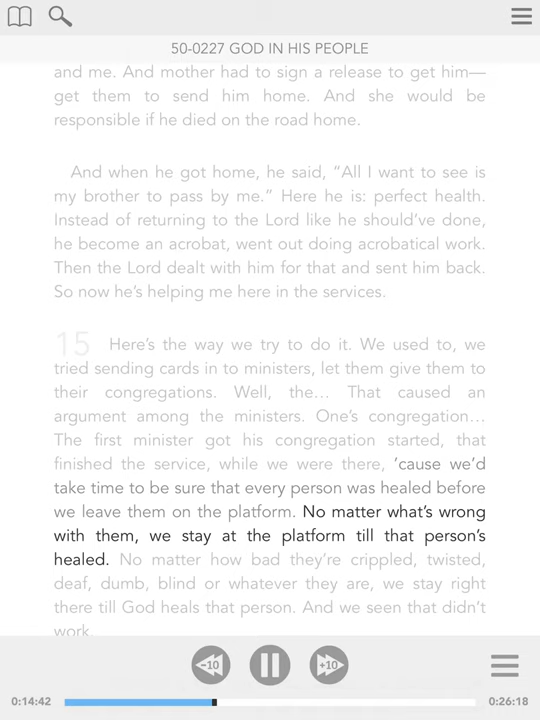 50-0227 GOD IN HIS PEOPLE
and me. And mother had to sign a release to get him—
get them to send him home. And she would be
responsible if he died on the road home.
And when he got home, he said, “All I want to see is
my brother to pass by me.” Here he is: perfect health.
Instead of returning to the Lord like he should’ve done,
he become an acrobat, went out doing acrobatical work.
Then the Lord dealt with him for that and sent him back.
So now he’s helping me here in the services.
15 Here’s the way we try to do it. We used to, we
tried sending cards in to ministers, let them give them to
their congregations. Well, the… That caused an
argument among the ministers. One’s congregation…
The first minister got his congregation started, that
finished the service, while we were there, ’cause we’d
take time to be sure that every person was healed before
we leave them on the platform. No matter what’s wrong
with them, we stay at the platform till that person’s
healed. No matter how bad they’re crippled, twisted,
deaf, dumb, blind or whatever they are, we stay right
there till God heals that person. And we seen that didn’t
work.
-10
+10
0:14:42
0:26:18